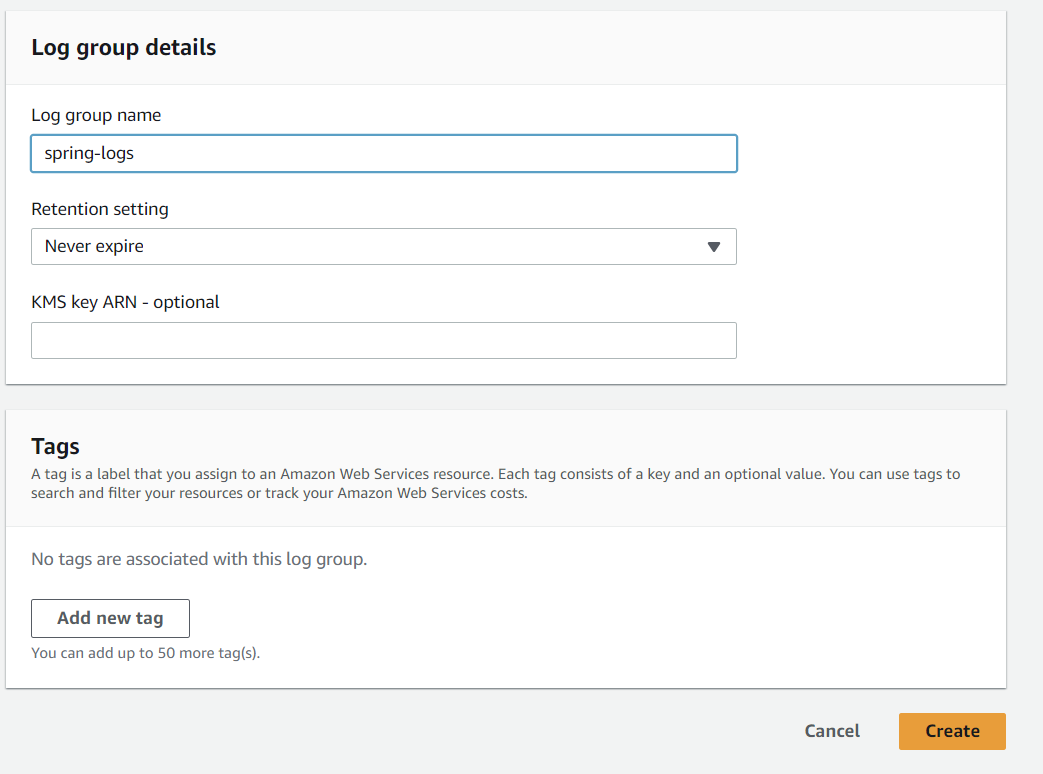 Log group details
Log group name
spring-logs
Retention setting
Never expire
KMS key ARN - optional
Tags
A tag is a label that you assign to an Amazon Web Services resource. Each tag consists of a key and an optional value. You can use tags to
search and filter your resources or track your Amazon Web Services costs.
No tags are associated with this log group.
Add new tag
You can add up to 50 more tag(s).
Cancel
Create